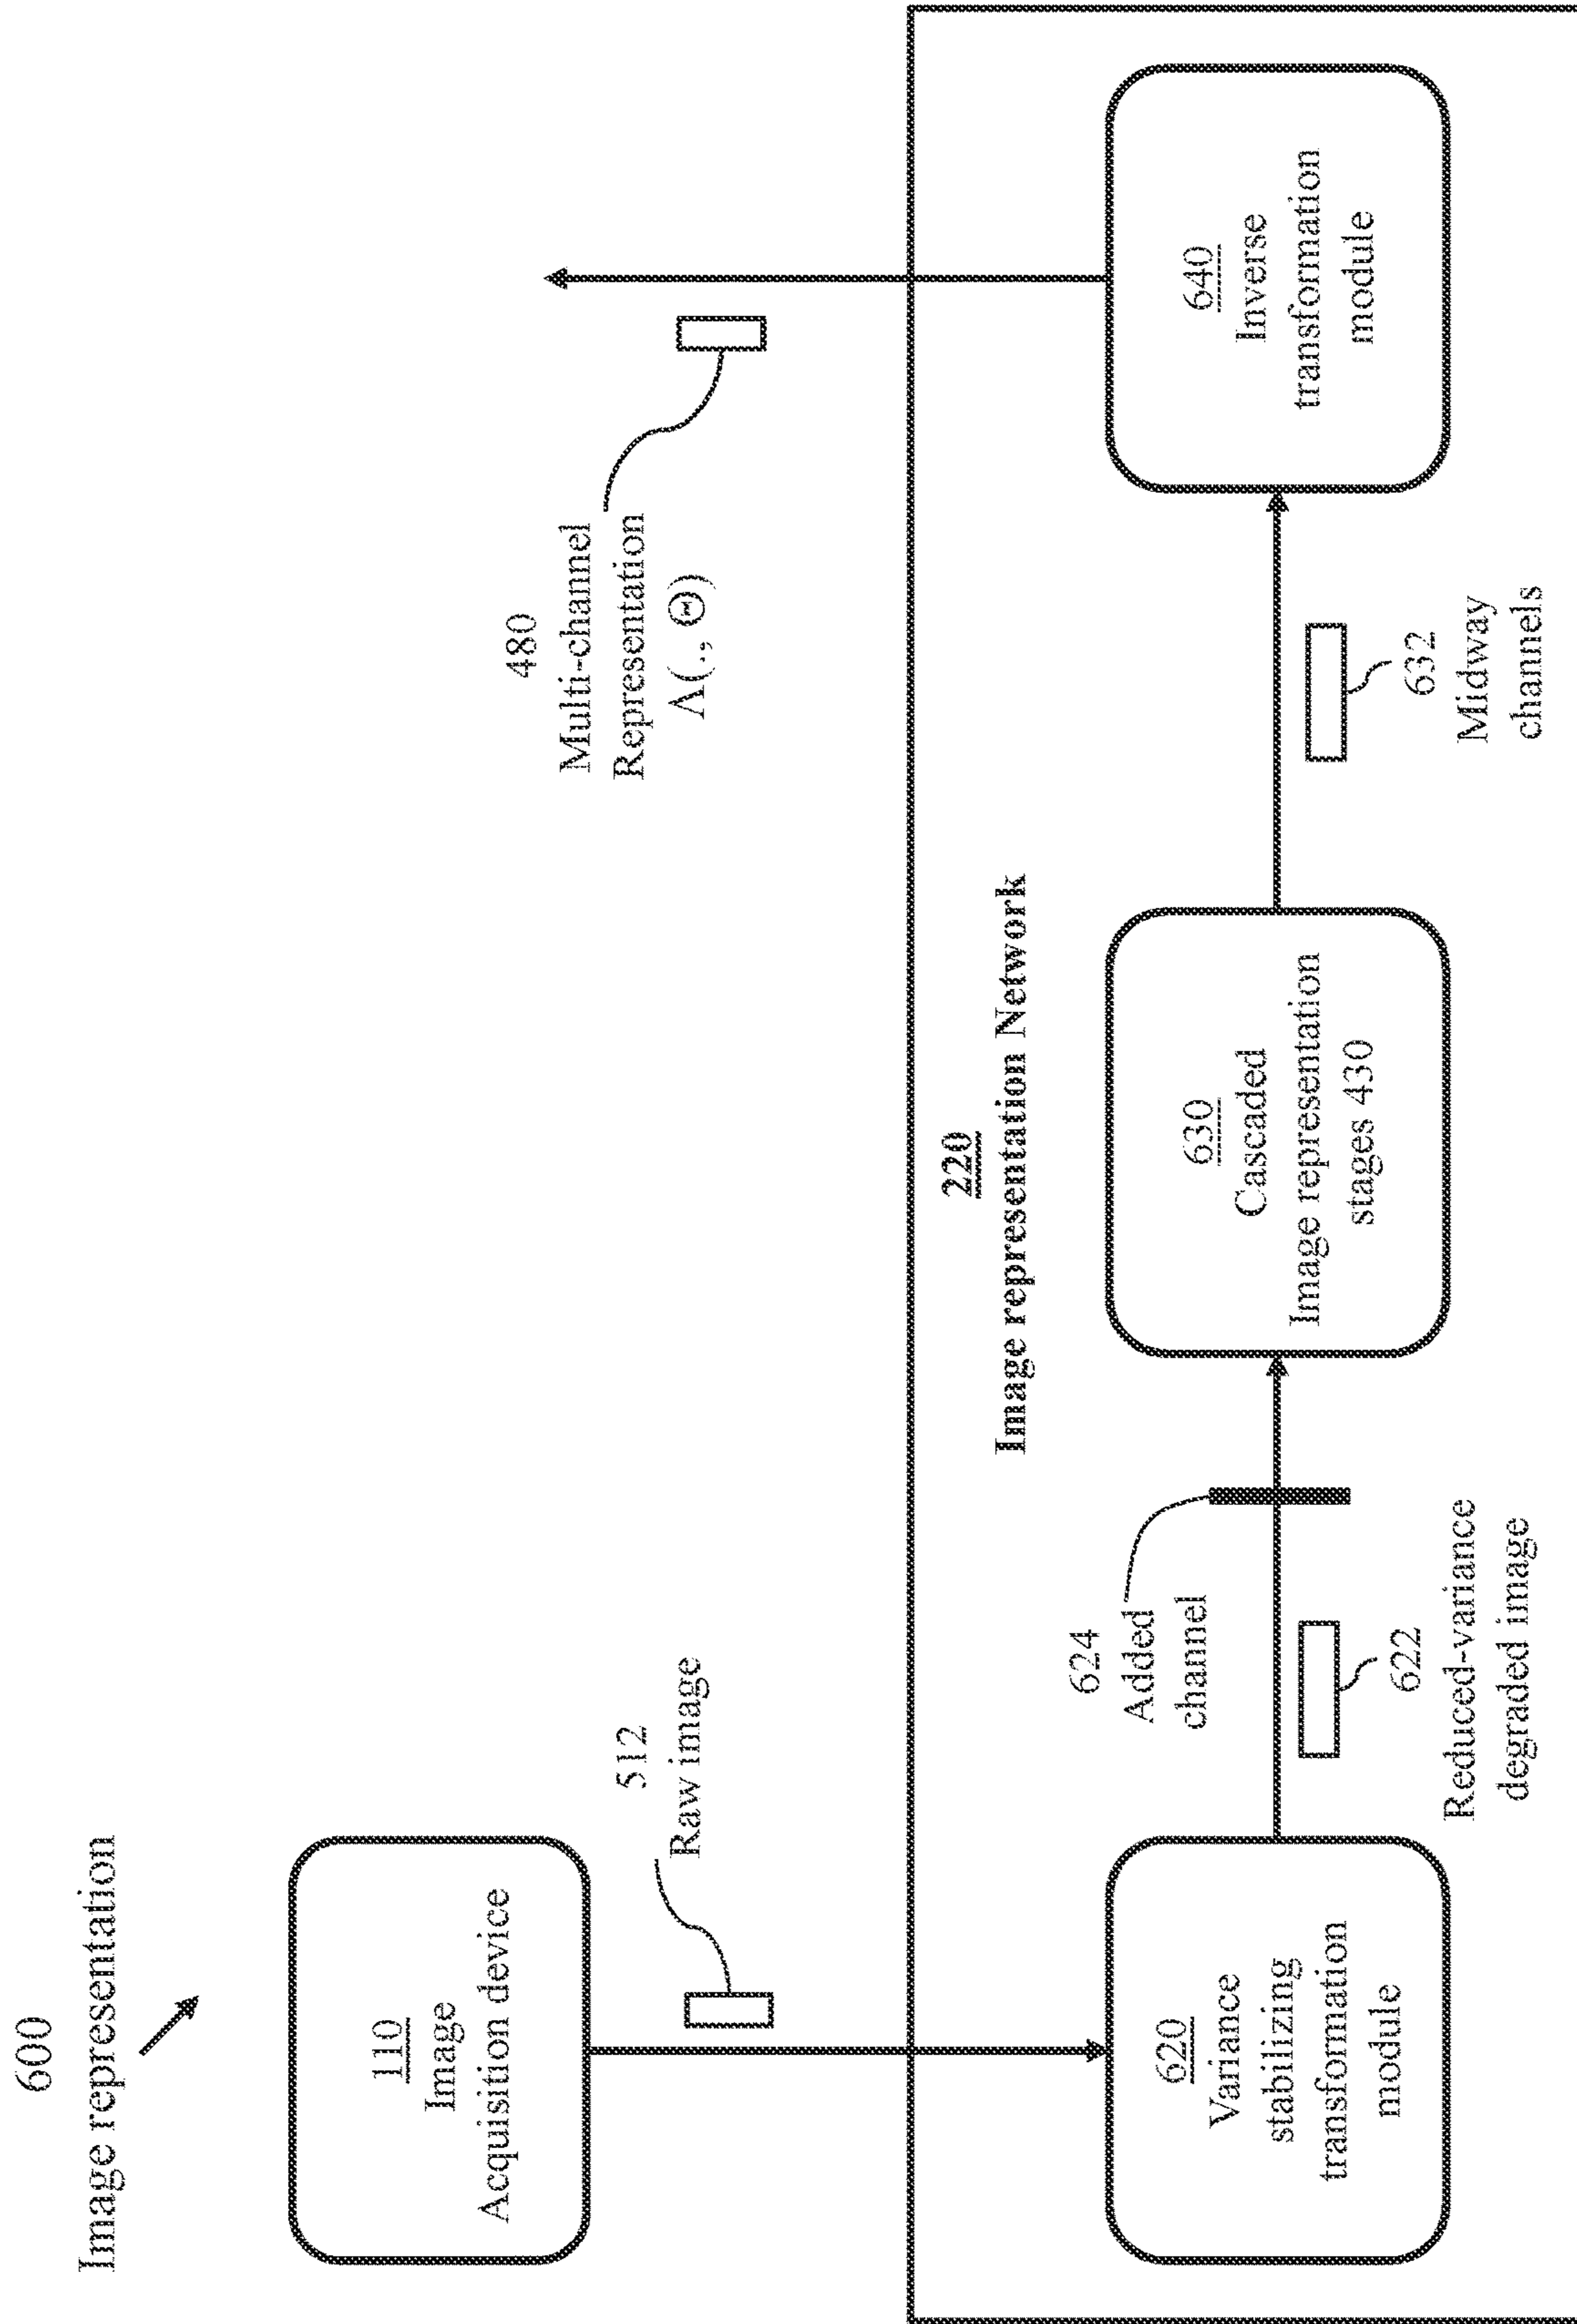 600
Image representation
110
Image
Acquisition device
512
Raw image
480
Multi-channel
Representation
Λ(., Θ)
220
Image representation Network
620
Variance
stabilizing
transformation
module
624
Added
channel
622
Reduced-variance
degraded image
630
Cascaded
Image representation
stages 430
632
Midway
channels
640
Inverse
transformation
module